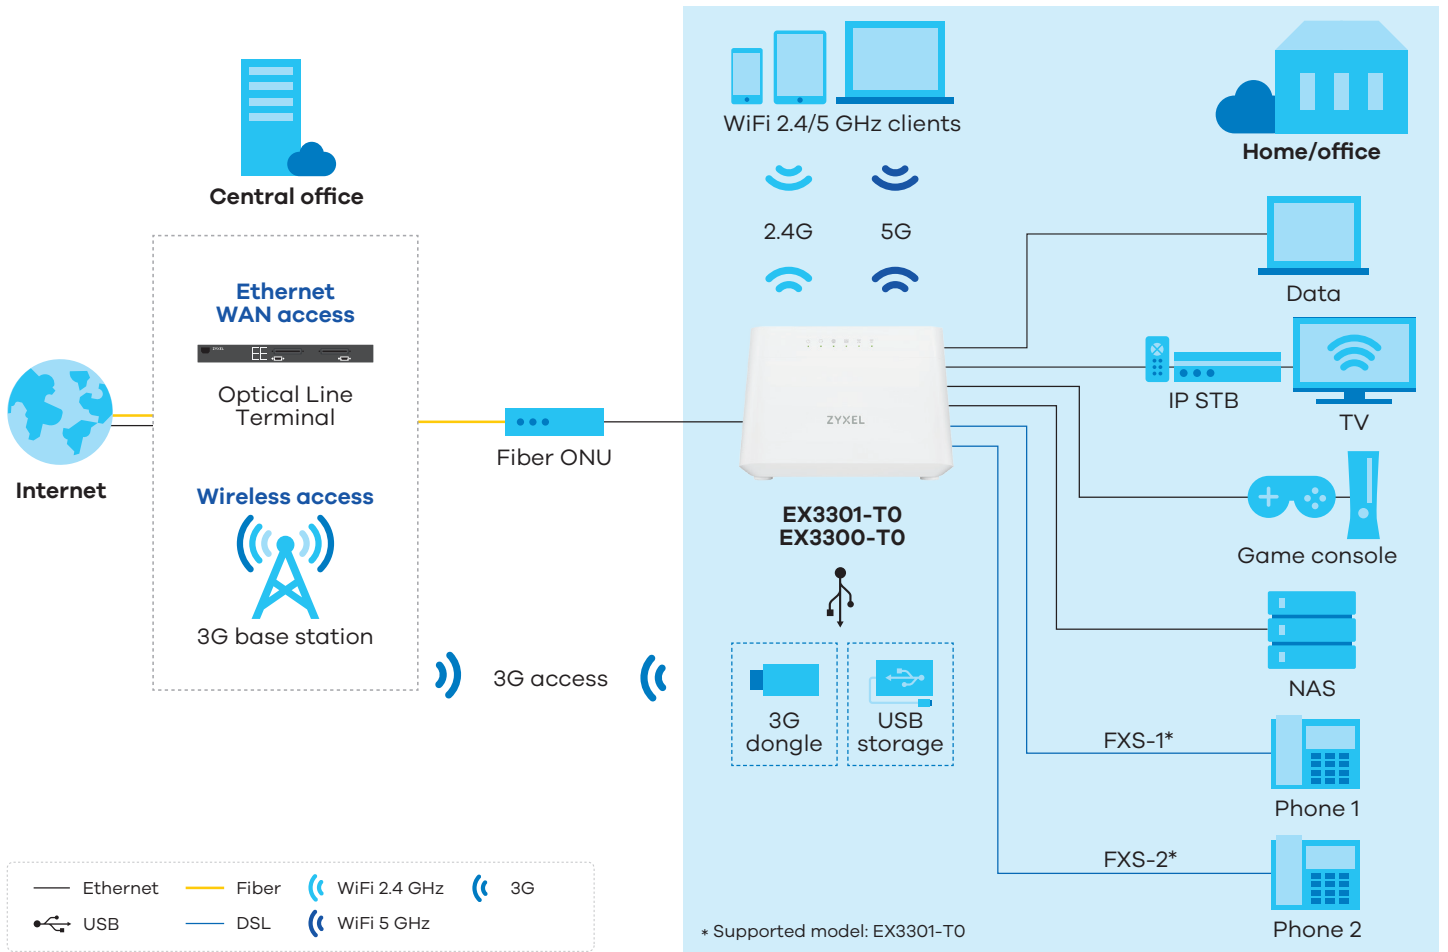 Central office
Ethernet
WAN access
ZYXEL
Optical Line
Terminal
Internet
Wireless access
3G base station
Fiber ONU
3G access
WiFi 2.4/5 GHz clients
2.4G
5G
ZYXEL
EX3301-T0
EX3300-T0
3G
dongle
USB
storage
Home/office
Data
IP STB
TV
Game console
NAS
FXS-1*
Phone 1
FXS-2*
Phone 2
Ethernet
Fiber
WiFi 2.4 GHz
3G
USB
DSL
WiFi 5 GHz
* Supported model: EX3301-T0